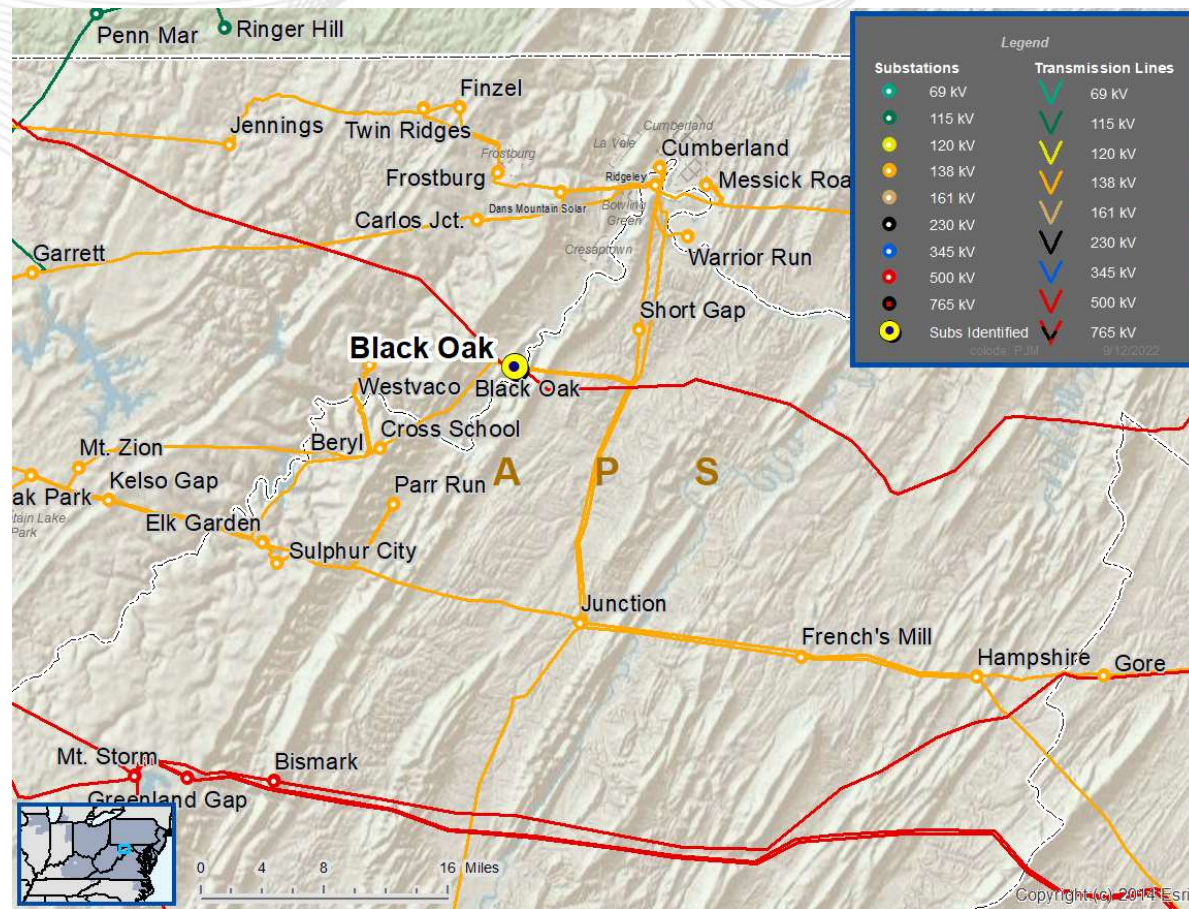 Penn Mar
Ringer Hill
Finzel
Jennings
Twin Ridges
Cumberland
La Vale
Cumberland
Frostburg
Frostburg
Ridgeley
Messick Roa
Dans Mountain Solar
Bowling
Green
Carlos Jct.
Cresaptown
Warrior Run
Garrett
Short Gap
Black Oak
Westvaco
Black Oak
Beryl
Cross School
Mt. Zion
A P S
ak Park
Kelso Gap
Parr Run
tain Lake
Park
Elk Garden
Sulphur City
Junction
French's Mill
Hampshire
Gore
Mt. Storm
Bismark
Greenland Gap
0 4 8 16 Miles
Copyright (c) 2014 Esri
Legend
Substations
69 kV
115 kV
120 kV
138 kV
161 kV
230 kV
345 kV
500 kV
765 kV
Subs Identified
Transmission Lines
69 kV
115 kV
120 kV
138 kV
161 kV
230 kV
345 kV
500 kV
765 kV
PJM
9/12/2022